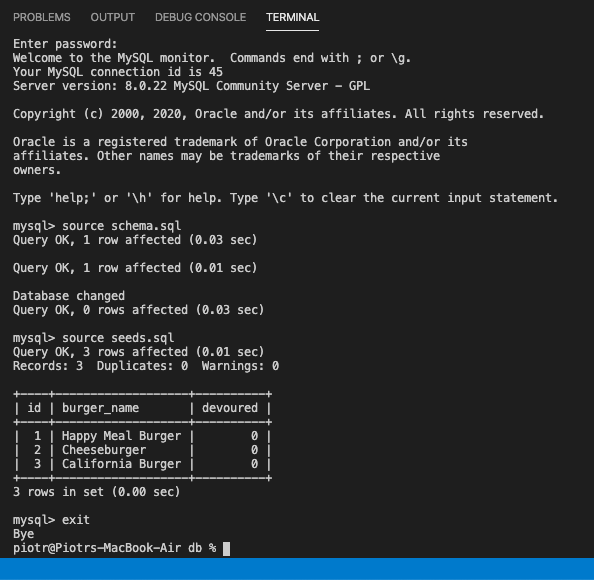 PROBLEMS OUTPUT DEBUG CONSOLE TERMINAL
Enter password:
Welcome to the MySQL monitor.  Commands end with ; or \g.
Your MySQL connection id is 45
Server version: 8.0.22 MySQL Community Server - GPL
Copyright (c) 2000, 2020, Oracle and/or its affiliates. All rights reserved.
Oracle is a registered trademark of Oracle Corporation and/or its
affiliates. Other names may be trademarks of their respective
owners.
Type 'help;' or '\h' for help. Type '\c' to clear the current input statement.
mysql> source schema.sql
Query OK, 1 row affected (0.03 sec)
Query OK, 1 row affected (0.01 sec)
Database changed
Query OK, 0 rows affected (0.03 sec)
mysql> source seeds.sql
Query OK, 3 rows affected (0.01 sec)
Records: 3  Duplicates: 0  Warnings: 0
+----+-------------------+----------+
| id | burger_name       | devoured |
+----+-------------------+----------+
|  1 | Happy Meal Burger |        0 |
|  2 | Cheeseburger      |        0 |
|  3 | California Burger |        0 |
+----+-------------------+----------+
3 rows in set (0.00 sec)
mysql> exit
Bye
piotr@Piotrs-MacBook-Air db %